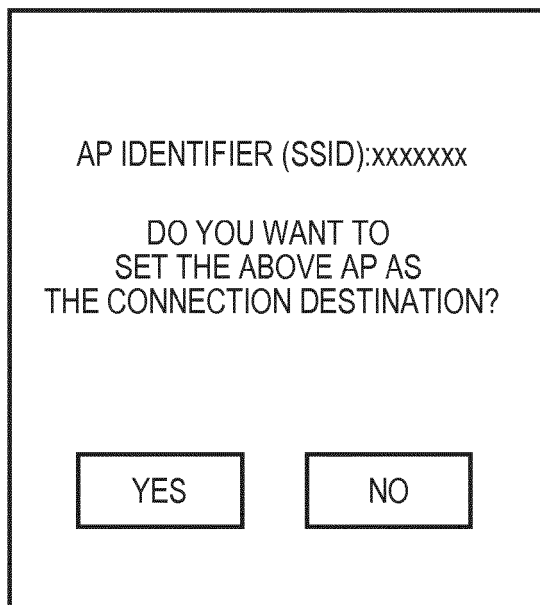 AP IDENTIFIER (SSID):xxxxxxx
DO YOU WANT TO
SET THE ABOVE AP AS
THE CONNECTION DESTINATION?
YES
NO